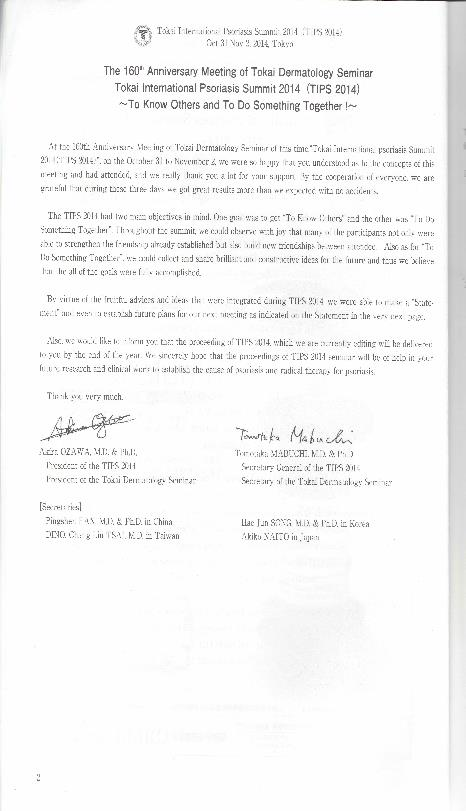 Tokai International Psoriasis Summit 2014 (TIPS 2014)
Oct 31-Nov 2, 2014, Tokyo
The 160th Anniversary Meeting of Tokai Dermatology Seminar
Tokai International Psoriasis Summit 2014 (TIPS 2014)
~To Know Others and To Do Something Together !~
At the 160th Anniversary Meeting of Tokai Dermatology Seminar of this time "Tokai International psoriasis Summit
2014 (TIPS 2014)", on the October 31 to November 2, we were so happy that you understood as to the concepts of this
meeting and had attended, and we really thank you a lot for your support. By the cooperation of everyone, we are
grateful that during these three days we got great results more than we expected with no accidents.
The TIPS 2014 had two main objectives in mind. One goal was to get "To Know Others" and the other was "To Do
Something Together". Throughout the summit, we could observe with joy that many of the participants not only were
able to strengthen the friendship already established but also build new friendships between attended. Also as for "To
Do Something Together", we could collect and share brilliant and constructive ideas for the future and thus we believe
that the all of the goals were fully accomplished.
By virtue of the fruitful advices and ideas that were integrated during TIPS 2014, we were able to make a "State-
ment" and even to establish future plans for our next meeting as indicated on the Statement in the very next page.
Also, we would like to inform you that the proceeding of TIPS 2014, which we are currently editing will be delivered
to you by the end of the year. We sincerely hope that the proceedings of TIPS 2014 seminar will be of help in your
future research and clinical work to establish the cause of psoriasis and radical therapy for psoriasis.
Thank you very much.
Akira Ozawa
Tomotaka Mabuchi
Akira OZAWA, M.D. & Ph.D,
Tomotaka MABUCHI, M.D. & Ph.D
President of the TIPS 2014
Secretary General of the TIPS 2014
President of the Tokai Dermatology Seminar
Secretary of the Tokai Dermatology Seminar
[Secretaries]
Pingshen FAN, M.D. & Ph.D. in China
Hae Jun SONG, M.D. & Ph.D. in Korea
DINO, TSAI, M.D. in Taiwan
Akiko NAITO in Japan
2